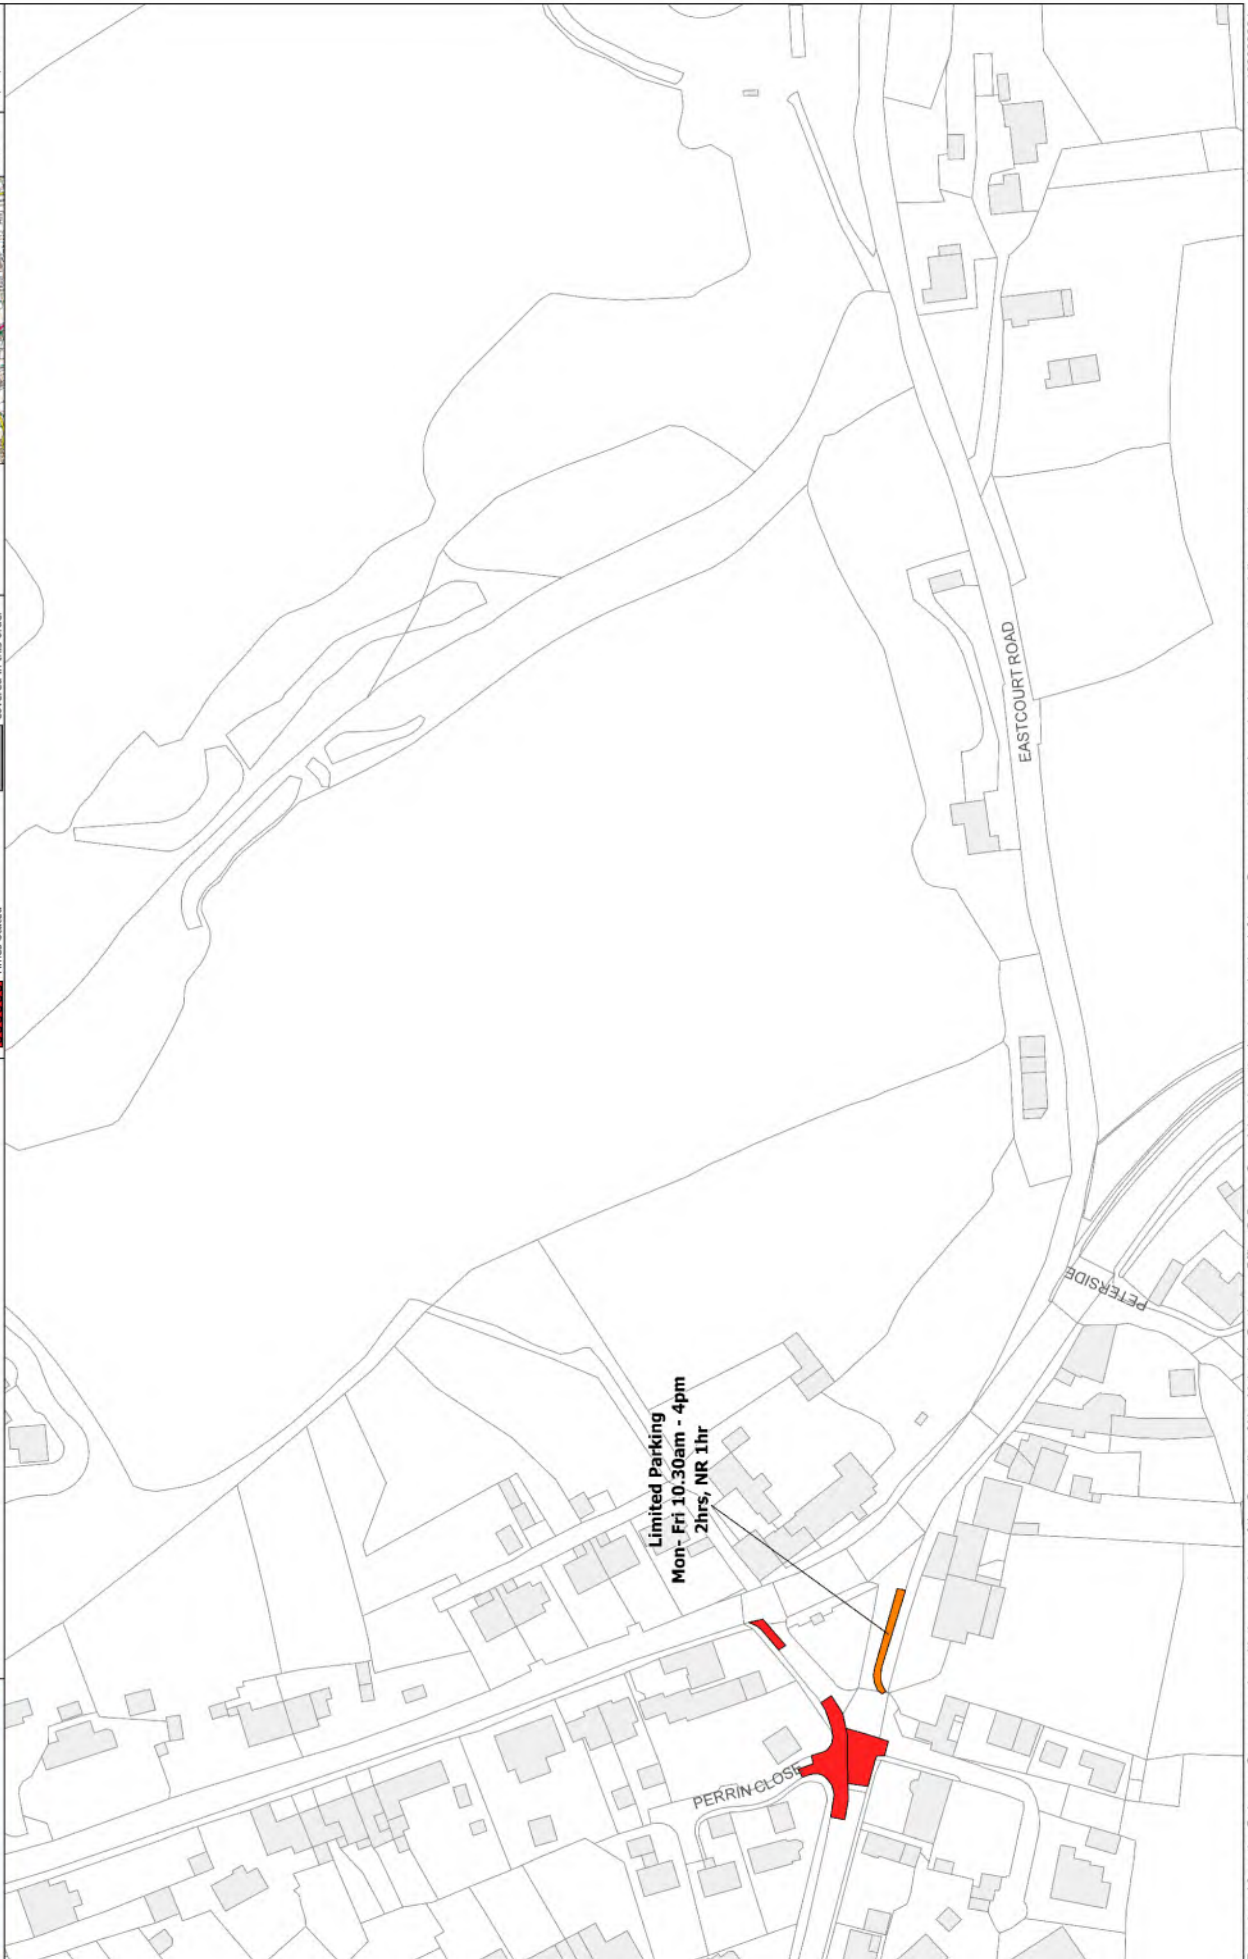 Limited Parking
Mon- Fri 10.30am - 4pm
2hrs, NR 1hr
EASTCOURT ROAD
PETERSIDE
PERRIN CLOSE